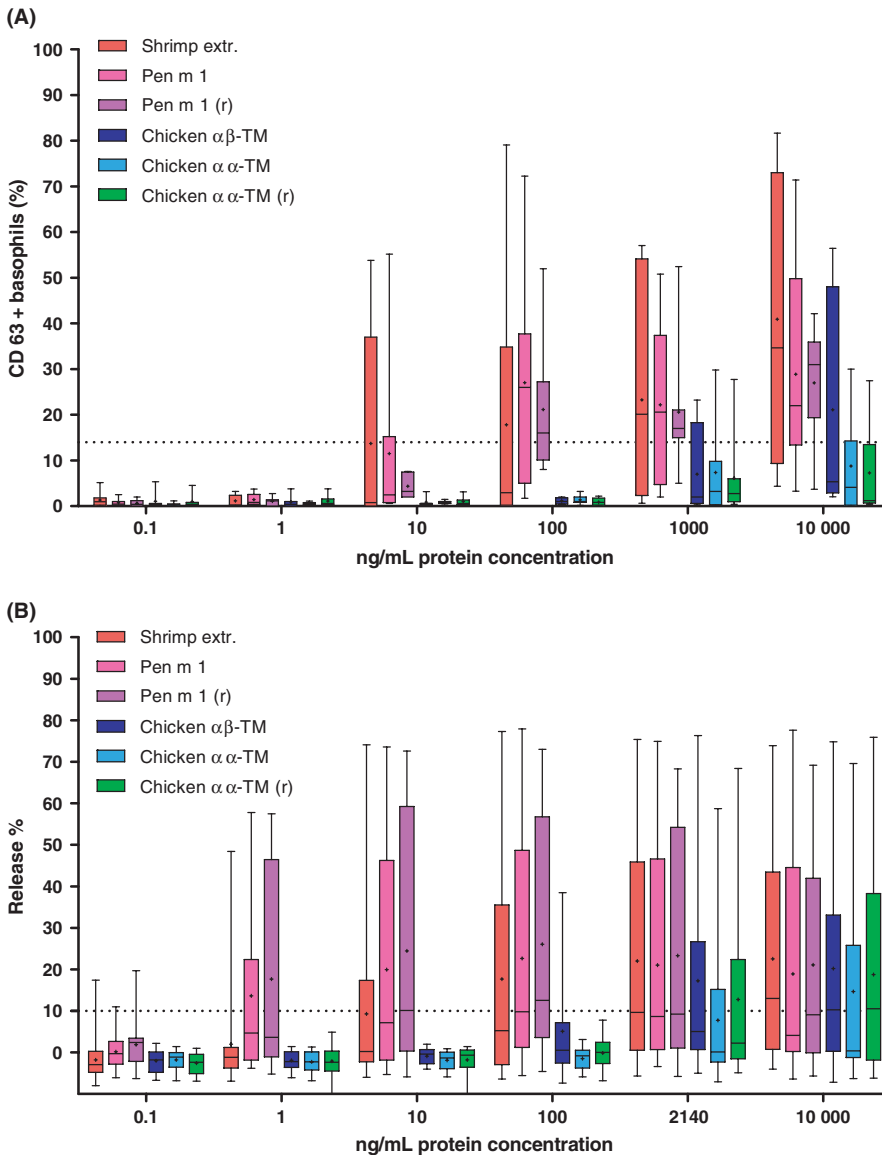 (A)
100
90
80
70
60
50
40
30
20
10
0
CD 63 + basophils (%)
Shrimp extr.
Pen m 1
Pen m 1 (r)
Chicken αβ-TM
Chicken αα-TM
Chicken αα-TM (r)
0.1 1 10 100 1000 10 000
ng/mL protein concentration
(B)
100
90
80
70
60
50
40
30
20
10
0
Release %
Shrimp extr.
Pen m 1
Pen m 1 (r)
Chicken αβ-TM
Chicken αα-TM
Chicken αα-TM (r)
0.1 1 10 100 2140 10 000
ng/mL protein concentration